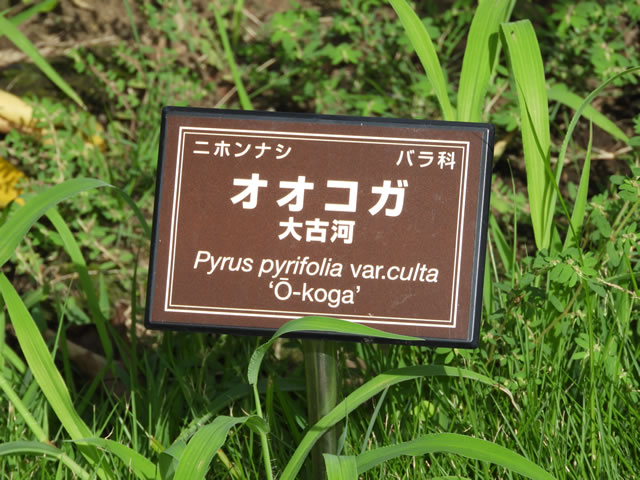 ニホンナシ バラ科
オオコガ
大古河
Pyrus pyrifolia var.culta
‘Ō-koga’